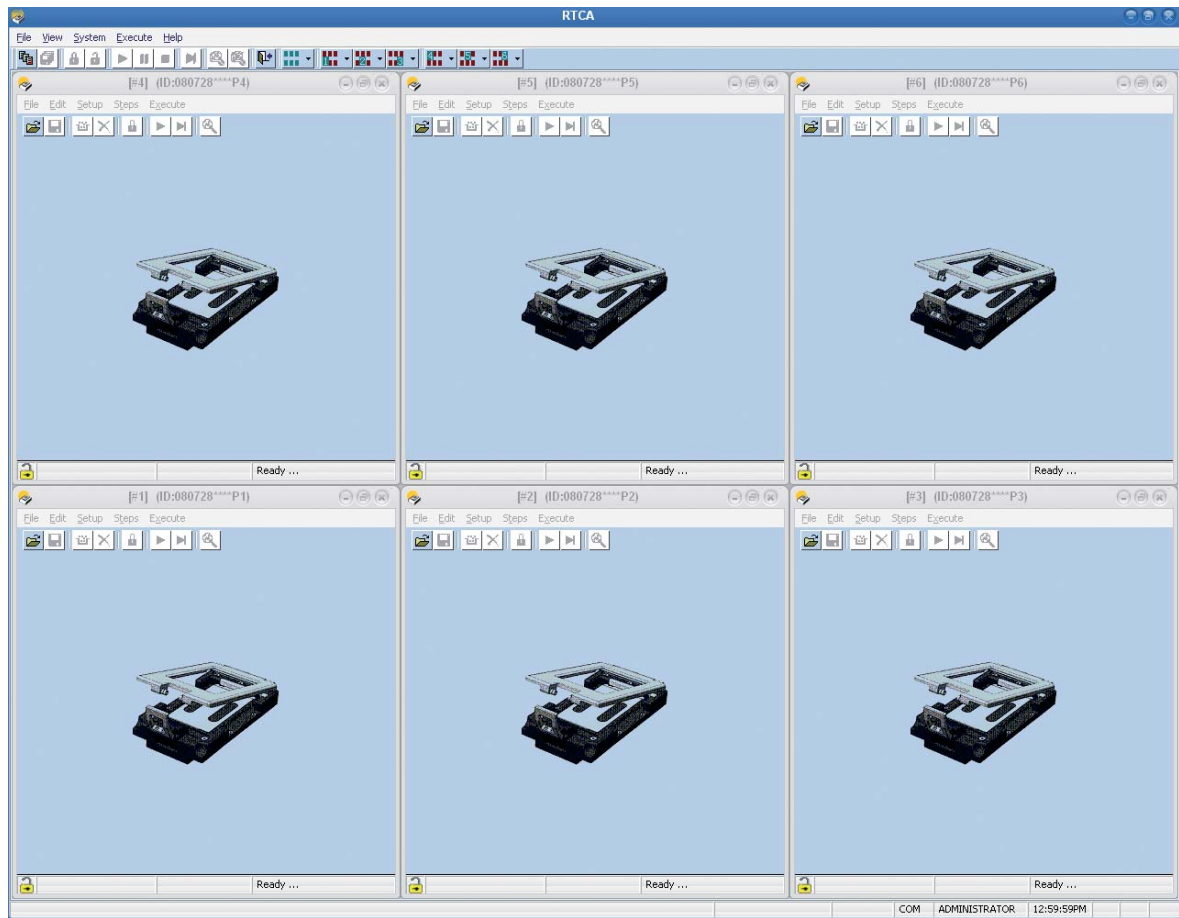 RTCA
File View System Execute Help
[#4] (ID:080728****P4)
File Edit Setup Steps Execute
Ready ...
[#5] (ID:080728****P5)
File Edit Setup Steps Execute
Ready ...
[#6] (ID:080728****P6)
File Edit Setup Steps Execute
Ready ...
[#1] (ID:080728****P1)
File Edit Setup Steps Execute
Ready ...
[#2] (ID:080728****P2)
File Edit Setup Steps Execute
Ready ...
[#3] (ID:080728****P3)
File Edit Setup Steps Execute
Ready ...
COM ADMINISTRATOR 12:59:59PM